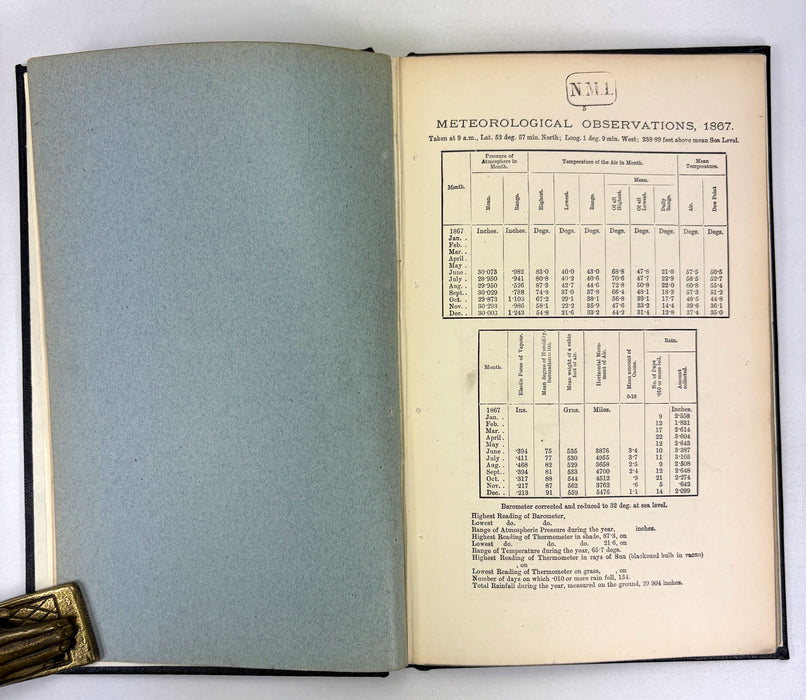 N.M.I.
5
METEOROLOGICAL OBSERVATIONS, 1867.
Taken at 9 a.m., Lat. 52 deg. 57 min. North; Long. 1 deg. 9 min. West; 238·89 feet above mean Sea Level.
Month. Pressure of Atmosphere in Month. Temperature of the Air in Month. Mean Temperature.
Mean.
Mean. Range. Highest. Lowest. Range. Of all Highest. Of all Lowest. Daily Range. Air. Dew Point
1867 Inches. Inches. Degs. Degs. Degs. Degs. Degs. Degs. Degs. Degs.
Jan. .
Feb. .
Mar. .
April .
May .
June . 30·073 ·982 83·0 40·0 43·0 68·8 47·8 21·0 57·5 50·5
July . 28·950 ·941 80·8 40·2 40·6 70·6 47·7 22·9 58·5 52·7
Aug. . 29·950 ·526 87·3 42·7 44·6 72·8 50·8 22·0 60·8 55·4
Sept. . 30·029 ·788 74·8 37·0 37·8 66·4 48·1 18·3 57·3 51·2
Oct. . 29·873 1·103 67·2 29·1 38·1 56·8 39·1 17·7 48·5 44·8
Nov. . 30·293 ·986 58·1 22·2 35·9 47·6 33·2 14·4 39·6 36·1
Dec. . 30·003 1·243 54·8 21·6 33·2 44·2 31·4 12·8 37·4 35·0
Month. Elastic Force of Vapour. Mean degree of Humidity, Saturation=100. Mean weight of a cubic foot of air. Horizontal Movement of Air. Mean amount of Ozone. 0-10 Rain.
No. of Days ·010 or more fell. Amount collected.
1867 Ins. Grns. Miles. Inches.
Jan. . 9 2·558
Feb. . 12 1·831
Mar. . 17 2·614
April . 22 3·604
May . 12 2·643
June . ·394 75 535 3876 3·4 10 3·387
July . ·411 77 530 4955 3·7 11 3·105
Aug. . ·468 82 529 3658 2·5 9 2·508
Sept. . ·394 81 533 4700 2·4 12 2·648
Oct. . ·317 88 544 4512 ·9 21 2·274
Nov. . ·217 87 562 3762 ·6 5 ·642
Dec. . ·213 91 559 5476 1·1 14 2·099
Barometer corrected and reduced to 32 deg. at sea level.
Highest Reading of Barometer,
Lowest do. do.
Range of Atmospheric Pressure during the year, inches.
Highest Reading of Thermometer in shade, 87·3, on
Lowest do. do. do. 21·6, on
Range of Temperature during the year, 65·7 degs.
Highest Reading of Thermometer in rays of Sun (blackened bulb in vacuo)
, on
Lowest Reading of Thermometer on grass, , on
Number of days on which ·010 or more rain fell, 154.
Total Rainfall during the year, measured on the ground, 29 904 inches.